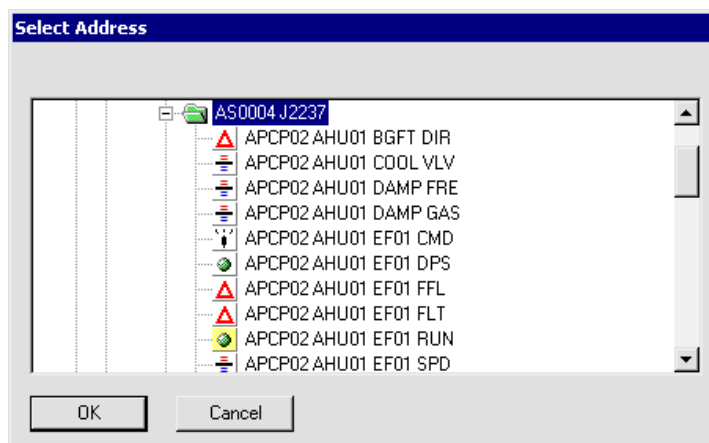 Select Address
AS0004 J2237
APCP02 AHU01 BGFT DIR
APCP02 AHU01 COOL VLV
APCP02 AHU01 DAMP FRE
APCP02 AHU01 DAMP GAS
APCP02 AHU01 EF01 CMD
APCP02 AHU01 EF01 DPS
APCP02 AHU01 EF01 FFL
APCP02 AHU01 EF01 FLT
APCP02 AHU01 EF01 RUN
APCP02 AHU01 EF01 SPD
OK Cancel